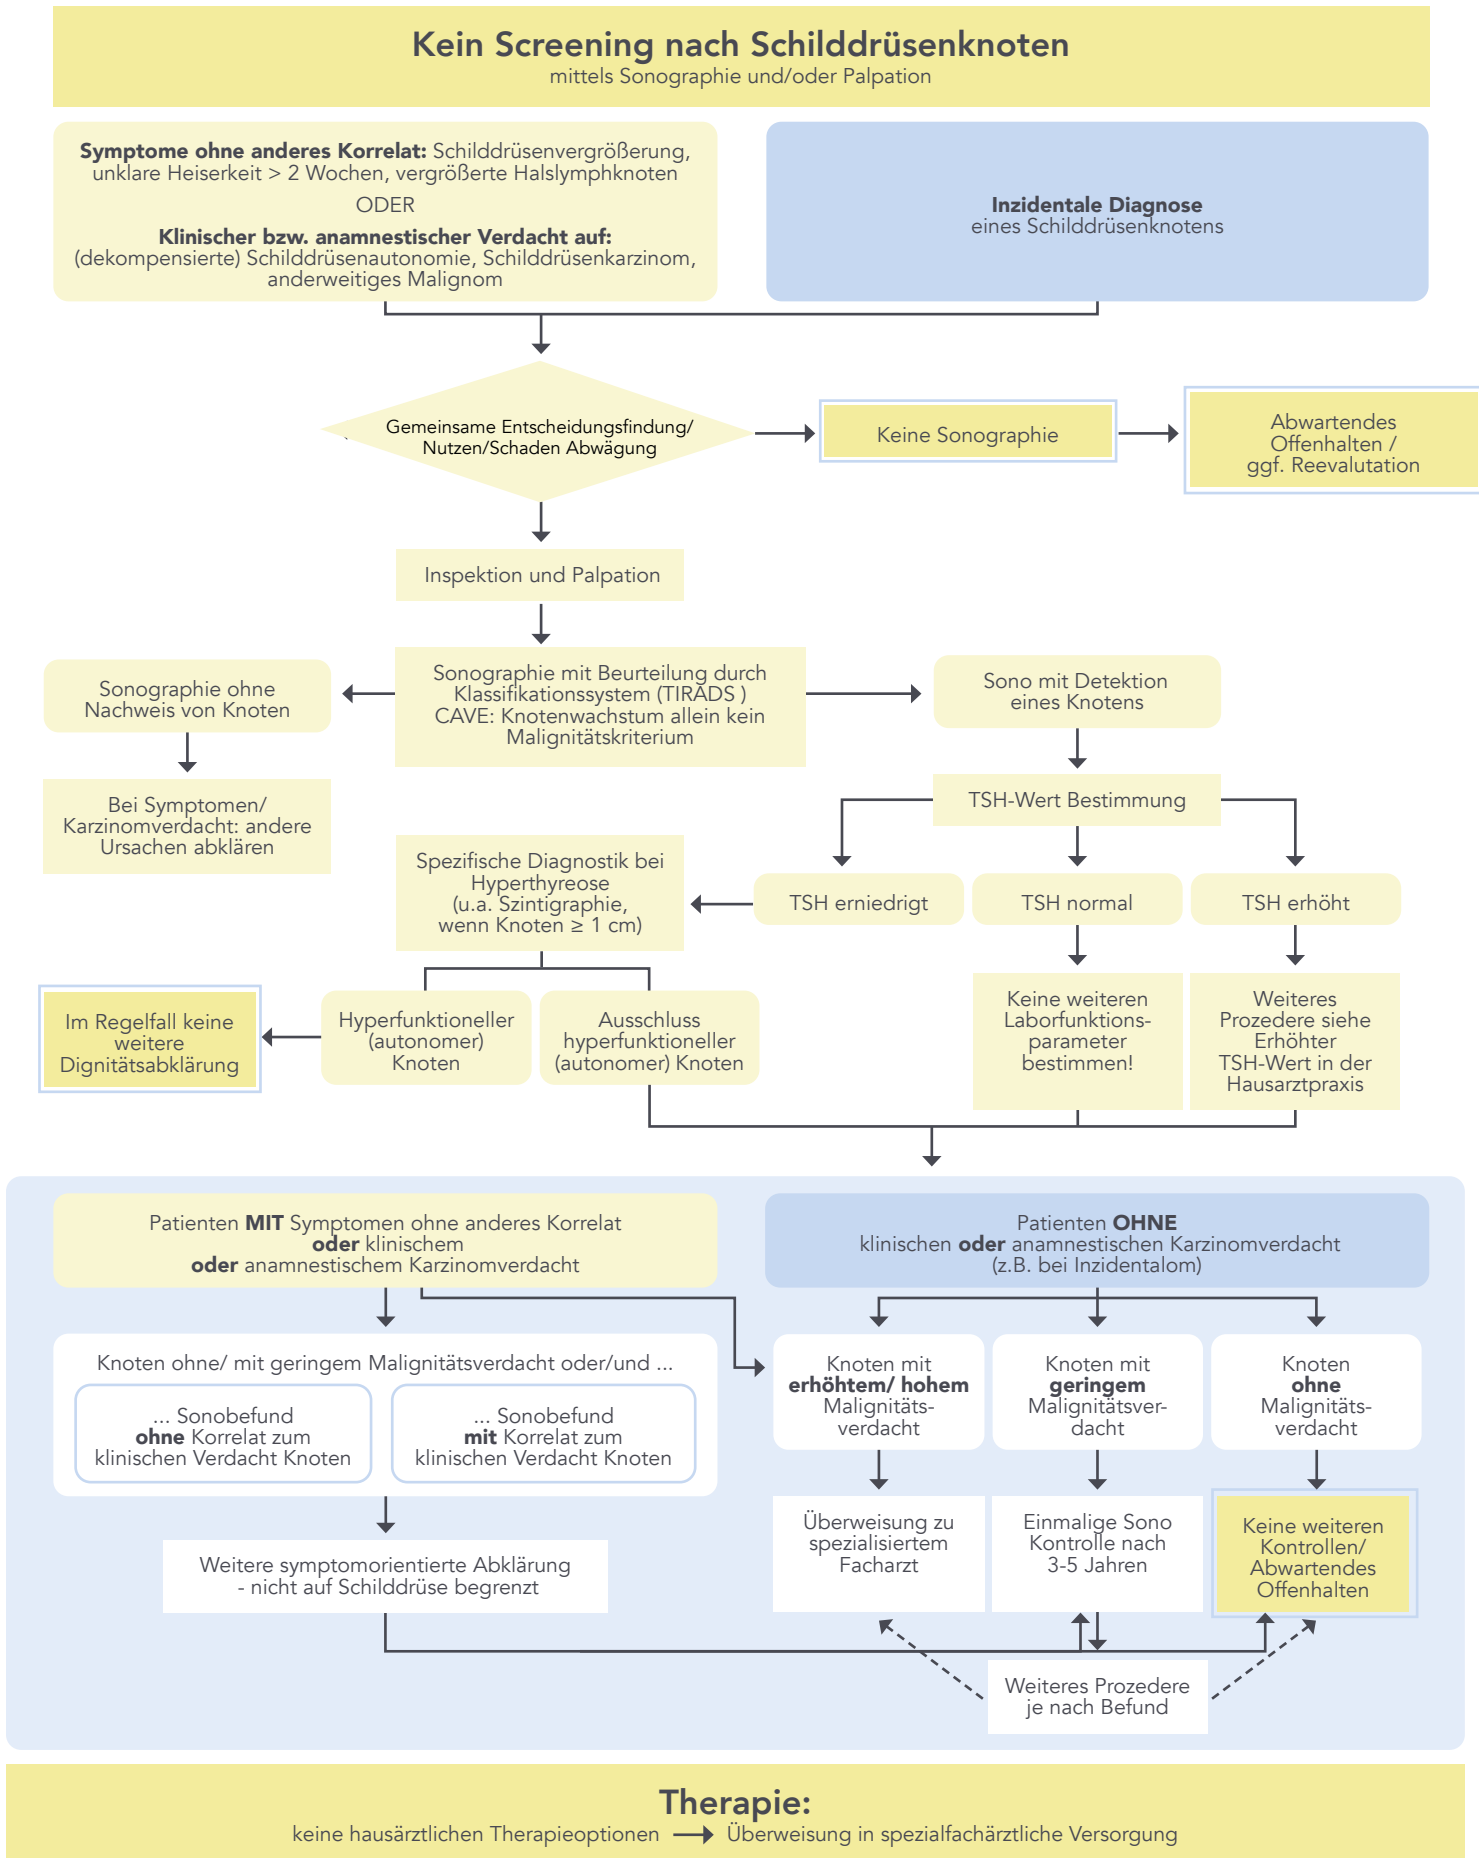 Kein Screening nach Schilddrüsenknoten
mittels Sonographie und/oder Palpation
Symptome ohne anderes Korrelat: Schilddrüsenvergrößerung,
unklare Heiserkeit > 2 Wochen, vergrößerte Halslymphknoten
ODER
Klinischer bzw. anamnestischer Verdacht auf:
(dekompensierte) Schilddrüsenautonomie, Schilddrüsenkarzinom,
anderweitiges Malignom
Inzidentale Diagnose
eines Schilddrüsenknotens
Gemeinsame Entscheidungsfindung/
Nutzen/Schaden Abwägung
Keine Sonographie
Abwartendes
Offenhalten /
ggf. Reevalutation
Inspektion und Palpation
Sonographie ohne
Nachweis von Knoten
Sonographie mit Beurteilung durch
Klassifikationssystem (TIRADS )
CAVE: Knotenwachstum allein kein
Malignitätskriterium
Sono mit Detektion
eines Knotens
Bei Symptomen/
Karzinomverdacht: andere
Ursachen abklären
TSH-Wert Bestimmung
Spezifische Diagnostik bei
Hyperthyreose
(u.a. Szintigraphie,
wenn Knoten ≥ 1 cm)
TSH erniedrigt
TSH normal
TSH erhöht
Im Regelfall keine
weitere
Dignitätsabklärung
Hyperfunktioneller
(autonomer)
Knoten
Ausschluss
hyperfunktioneller
(autonomer) Knoten
Keine weiteren
Laborfunktions-
parameter
bestimmen!
Weiteres
Prozedere siehe
Erhöhter
TSH-Wert in der
Hausarztpraxis
Patienten MIT Symptomen ohne anderes Korrelat
oder klinischem
oder anamnestischem Karzinomverdacht
Patienten OHNE
klinischen oder anamnestischen Karzinomverdacht
(z.B. bei Inzidentalom)
Knoten ohne/ mit geringem Malignitätsverdacht oder/und ...
... Sonobefund
ohne Korrelat zum
klinischen Verdacht Knoten
... Sonobefund
mit Korrelat zum
klinischen Verdacht Knoten
Knoten mit
erhöhtem/ hohem
Malignitäts-
verdacht
Knoten mit
geringem
Malignitätsver-
dacht
Knoten
ohne
Malignitäts-
verdacht
Weitere symptomorientierte Abklärung
- nicht auf Schilddrüse begrenzt
Überweisung zu
spezialisiertem
Facharzt
Einmalige Sono
Kontrolle nach
3-5 Jahren
Keine weiteren
Kontrollen/
Abwartendes
Offenhalten
Weiteres Prozedere
je nach Befund
Therapie:
keine hausärztlichen Therapieoptionen → Überweisung in spezialfachärztliche Versorgung